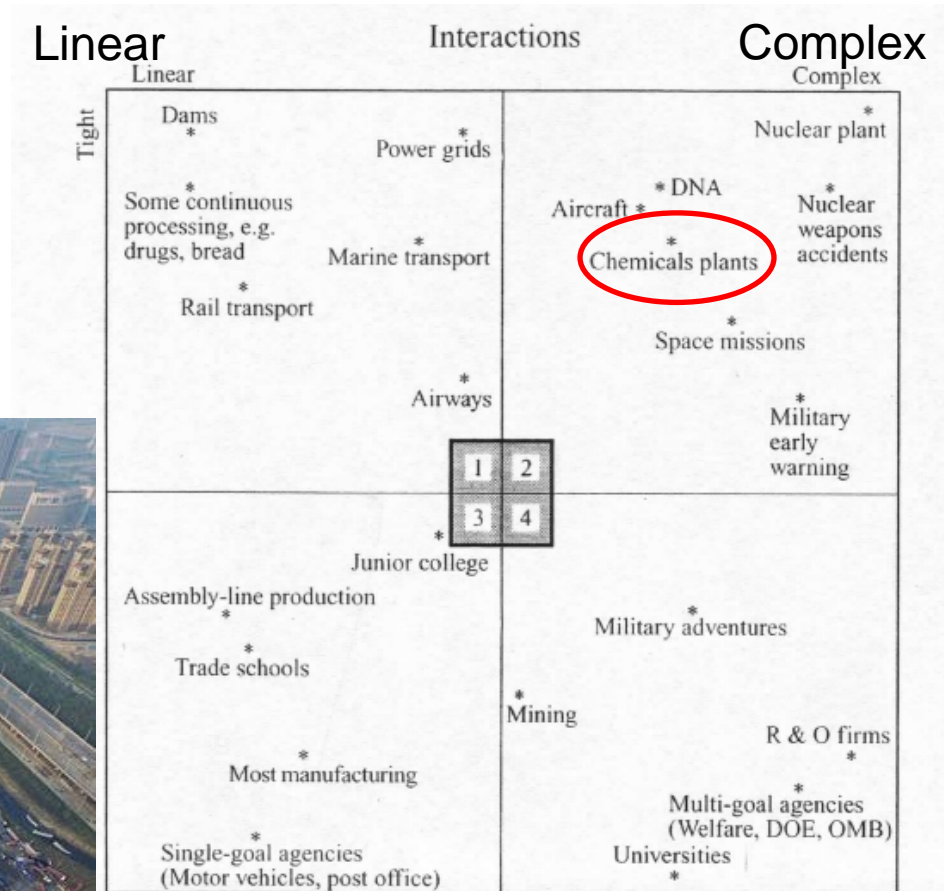 Linear
Interactions
Complex
Linear
Complex
Tight
Dams
*
Power grids
*
Nuclear plant
*
Some continuous
processing, e.g.
drugs, bread
*
* DNA
Aircraft *
Nuclear
weapons
accidents
*
Marine transport
*
Chemicals plants
*
Rail transport
*
Space missions
*
Airways
*
Military
early
warning
*
1 2
3 4
Junior college
*
Assembly-line production
*
Military adventures
*
Trade schools
*
Mining
*
R & O firms
*
Most manufacturing
*
Multi-goal agencies
(Welfare, DOE, OMB)
*
Single-goal agencies
(Motor vehicles, post office)
*
Universities
*